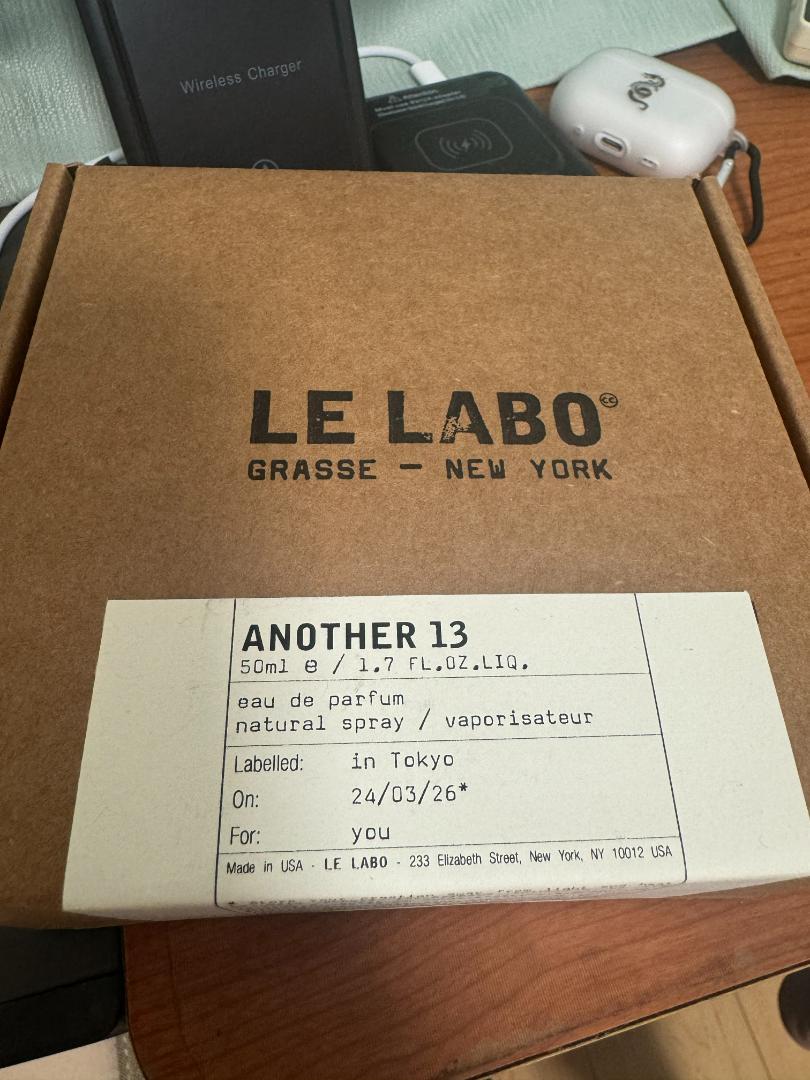 Wireless Charger
Attention
LE LABO
GRASSE — NEW YORK
ANOTHER 13
50ml e / 1.7 FL.OZ.LIQ.
eau de parfum
natural spray / vaporisateur
Labelled: in Tokyo
On: 24/03/26*
For: you
Made in USA - LE LABO - 233 Elizabeth Street, New York, NY 10012 USA